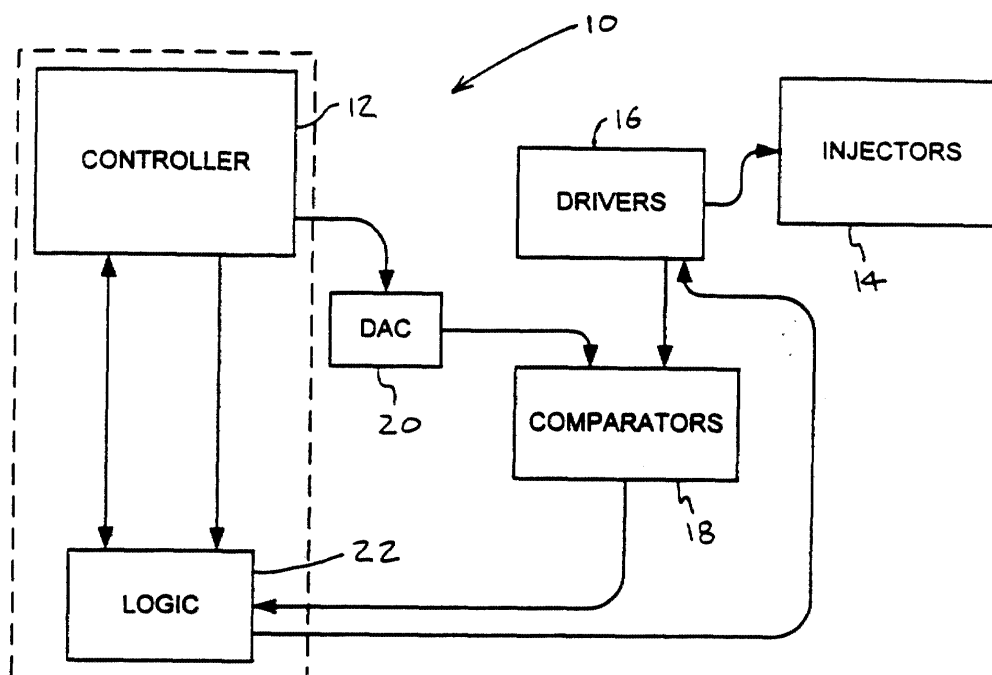 10
12
CONTROLLER
16
INJECTORS
DRIVERS
14
DAC
20
COMPARATORS
18
22
LOGIC